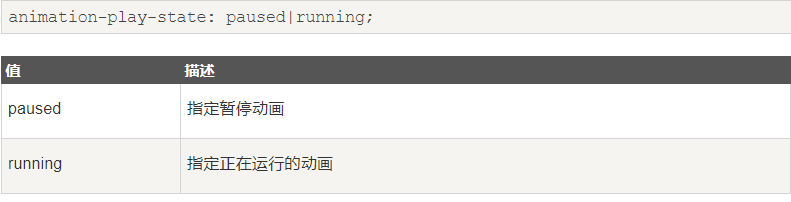 animation-play-state: paused|running;
值 描述
paused 指定暂停动画
running 指定正在运行的动画